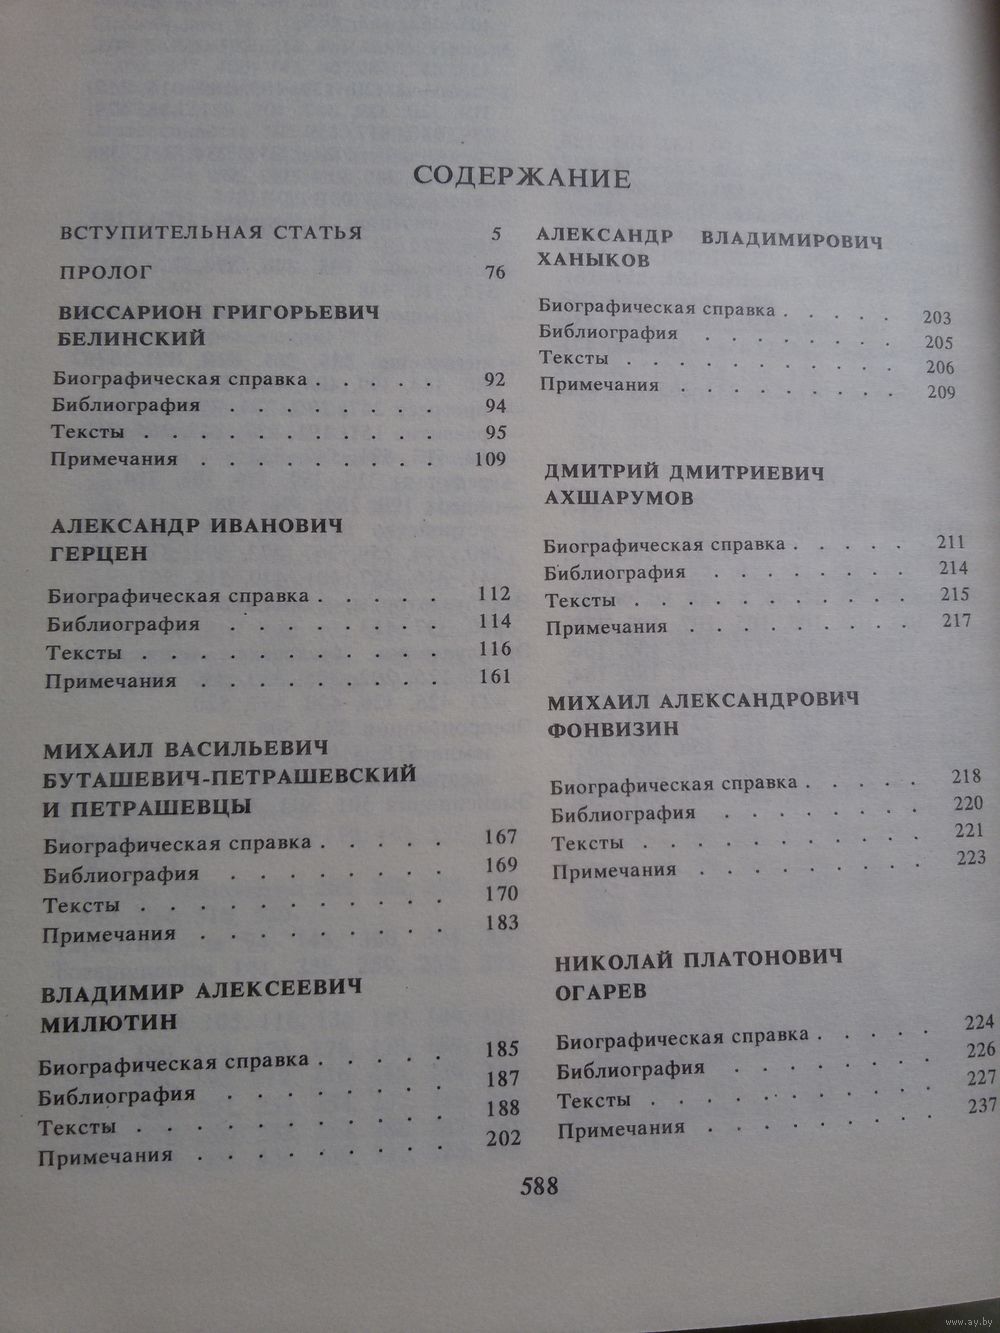 СОДЕРЖАНИЕ
ВСТУПИТЕЛЬНАЯ СТАТЬЯ 5
ПРОЛОГ 76
ВИССАРИОН ГРИГОРЬЕВИЧ
БЕЛИНСКИЙ
Биографическая справка . . . . . 92
Библиография . . . . . . . . 94
Тексты . . . . . . . . . . . 95
Примечания . . . . . . . . . 109
АЛЕКСАНДР ИВАНОВИЧ
ГЕРЦЕН
Биографическая справка . . . . . 112
Библиография . . . . . . . . 114
Тексты . . . . . . . . . . . 116
Примечания . . . . . . . . . 161
МИХАИЛ ВАСИЛЬЕВИЧ
БУТАШЕВИЧ-ПЕТРАШЕВСКИЙ
И ПЕТРАШЕВЦЫ
Биографическая справка . . . . . 167
Библиография . . . . . . . . 169
Тексты . . . . . . . . . . . 170
Примечания . . . . . . . . . 183
ВЛАДИМИР АЛЕКСЕЕВИЧ
МИЛЮТИН
Биографическая справка . . . . . 185
Библиография . . . . . . . . 187
Тексты . . . . . . . . . . . 188
Примечания . . . . . . . . . 202
АЛЕКСАНДР ВЛАДИМИРОВИЧ
ХАНЫКОВ
Биографическая справка . . . . . 203
Библиография . . . . . . . . 205
Тексты . . . . . . . . . . . 206
Примечания . . . . . . . . . 209
ДМИТРИЙ ДМИТРИЕВИЧ
АХШАРУМОВ
Биографическая справка . . . . . 211
Библиография . . . . . . . . 214
Тексты . . . . . . . . . . . 215
Примечания . . . . . . . . . 217
МИХАИЛ АЛЕКСАНДРОВИЧ
ФОНВИЗИН
Биографическая справка . . . . . 218
Библиография . . . . . . . . 220
Тексты . . . . . . . . . . . 221
Примечания . . . . . . . . . 223
НИКОЛАЙ ПЛАТОНОВИЧ
ОГАРЕВ
Биографическая справка . . . . . 224
Библиография . . . . . . . . 226
Тексты . . . . . . . . . . . 227
Примечания . . . . . . . . . 237
588
www.ay.by